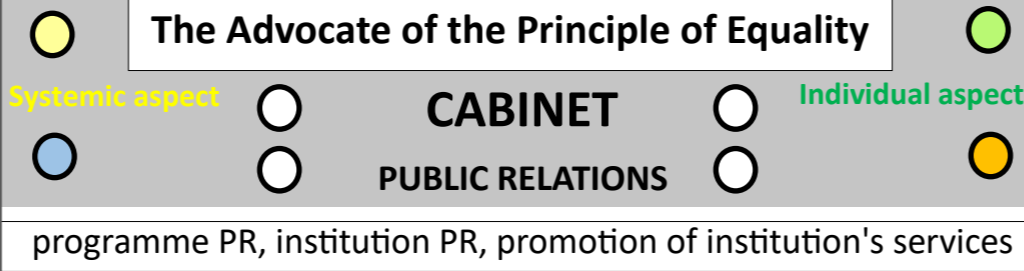 The Advocate of the Principle of Equality
Systemic aspect
CABINET
Individual aspect
PUBLIC RELATIONS
programme PR, institution PR, promotion of institution's services